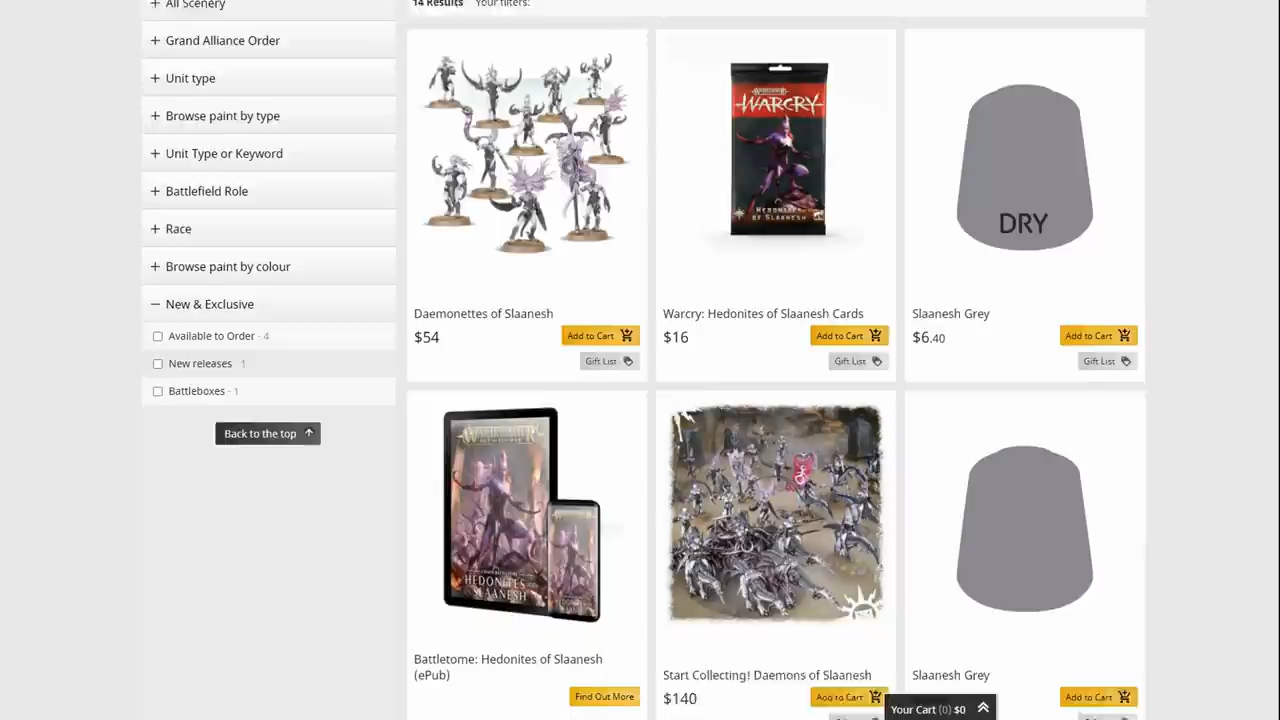 All Scenery
14 Results Your filters:
Grand Alliance Order
Unit type
Browse paint by type
Unit Type or Keyword
Battlefield Role
Race
Browse paint by colour
New & Exclusive
Available to Order - 4
New releases 1
Battleboxes - 1
Back to the top
WARCRY
HEDONITES
OF SLAANESH
DRY
Daemonettes of Slaanesh
$54
Add to Cart
Gift List
Warcry: Hedonites of Slaanesh Cards
$16
Add to Cart
Gift List
Slaanesh Grey
$6.40
Add to Cart
Gift List
WARHAMMER
HEDONITES
SLAANESH
Battletome: Hedonites of Slaanesh
(ePub)
Find Out More
Start Collecting! Daemons of Slaanesh
$140
Add to Cart
Slaanesh Grey
Add to Cart
Your Cart (0) $0